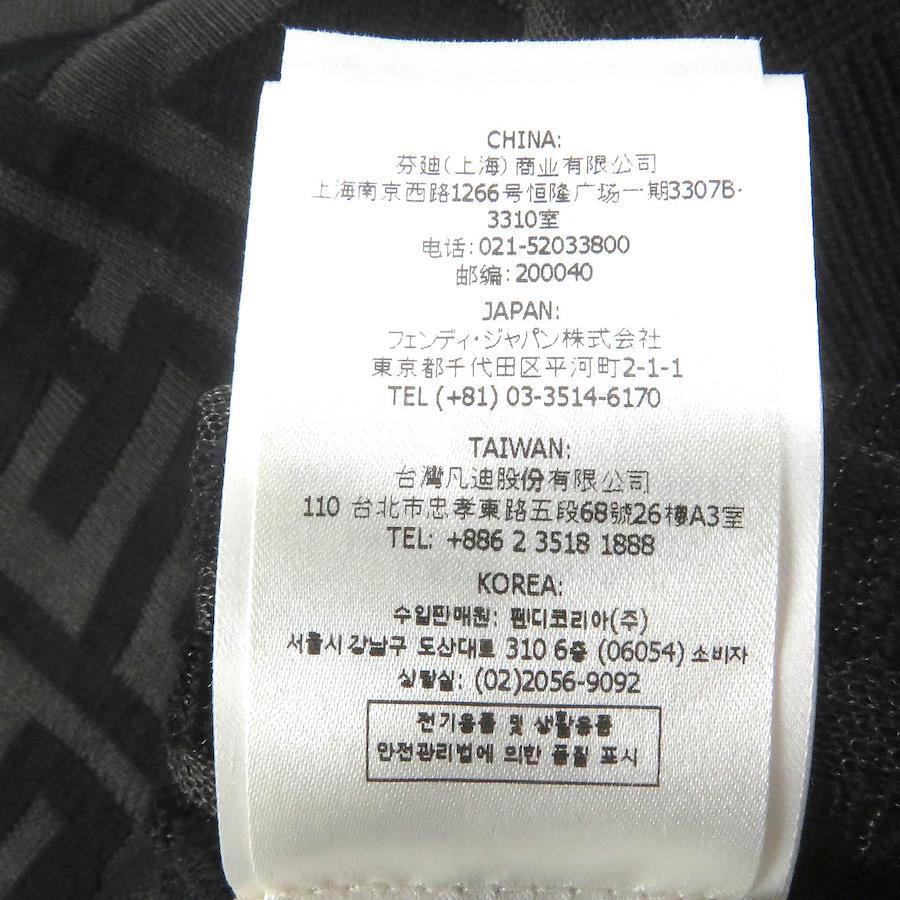 CHINA:
芬迪(上海)商业有限公司
上海南京西路1266号恒隆广场一期3307B-
3310室
电话:021-52033800
邮编:200040
JAPAN:
フェンディ・ジャパン株式会社
東京都千代田区平河町2-1-1
TEL (+81) 03-3514-6170
TAIWAN:
台灣凡迪股份有限公司
110 台北市忠孝東路五段68號26樓A3室
TEL: +886 2 3518 1888
KOREA:
수입판매원: 펜디코리아(주)
서울시 강남구 도산대로 310 6층 (06054) 소비자
상담실: (02)2056-9092
전기용품 및 생활용품
안전관리법에 의한 품질 표시